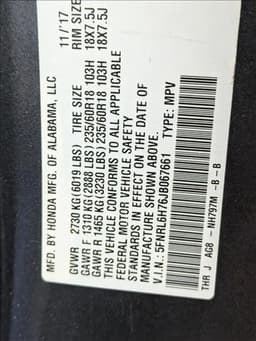 MFD. BY HONDA MFG. OF ALABAMA, LLC 11/17
GVWR 2730 KG(6019 LBS) TIRE SIZE RIM SIZE
GAWR F 1310 KG(2888 LBS)235/60R18 103H 18X7.5J
GAWR R 1465 KG(3230 LBS)235/60R18 103H 18X7.5J
THIS VEHICLE CONFORMS TO ALL APPLICABLE
FEDERAL MOTOR VEHICLE SAFETY
STANDARDS IN EFFECT ON THE DATE OF
MANUFACTURE SHOWN ABOVE.
V.I.N.: 5FNRL6H76JB067661 TYPE: MPV
THR J AG8 - NH797M -B -B